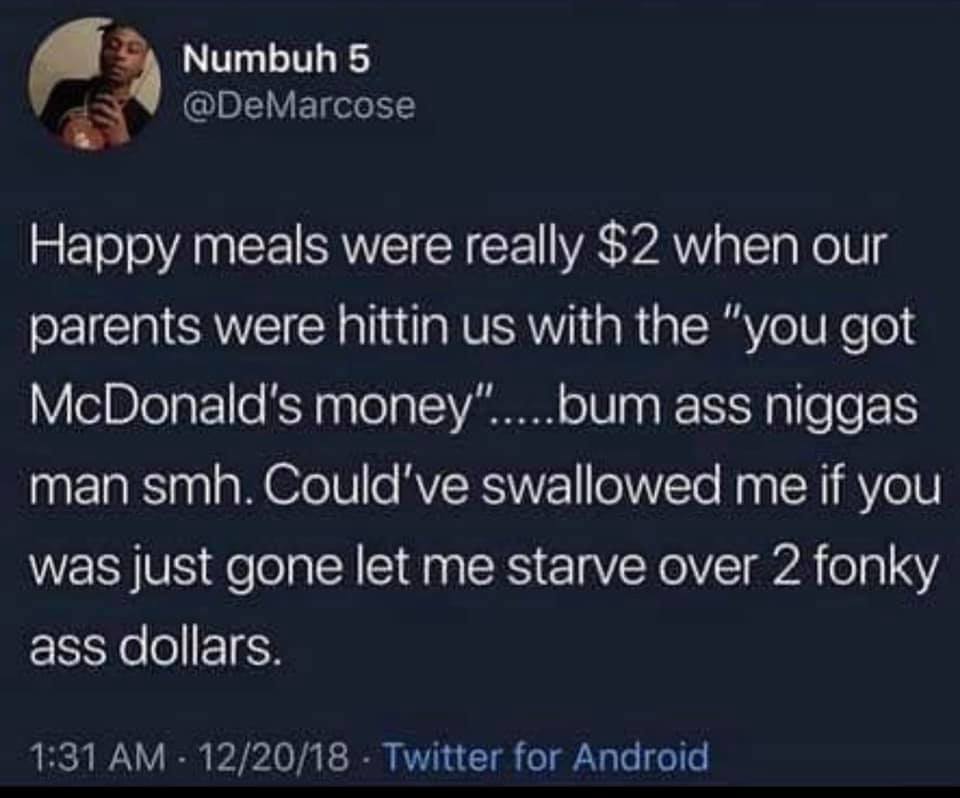 Numbuh 5
@DeMarcose
Happy meals were really $2 when our
parents were hittin us with the "you got
McDonald's money".....bum ass niggas
man smh. Could've swallowed me if you
was just gone let me starve over 2 fonky
ass dollars.
1:31 AM · 12/20/18 · Twitter for Android